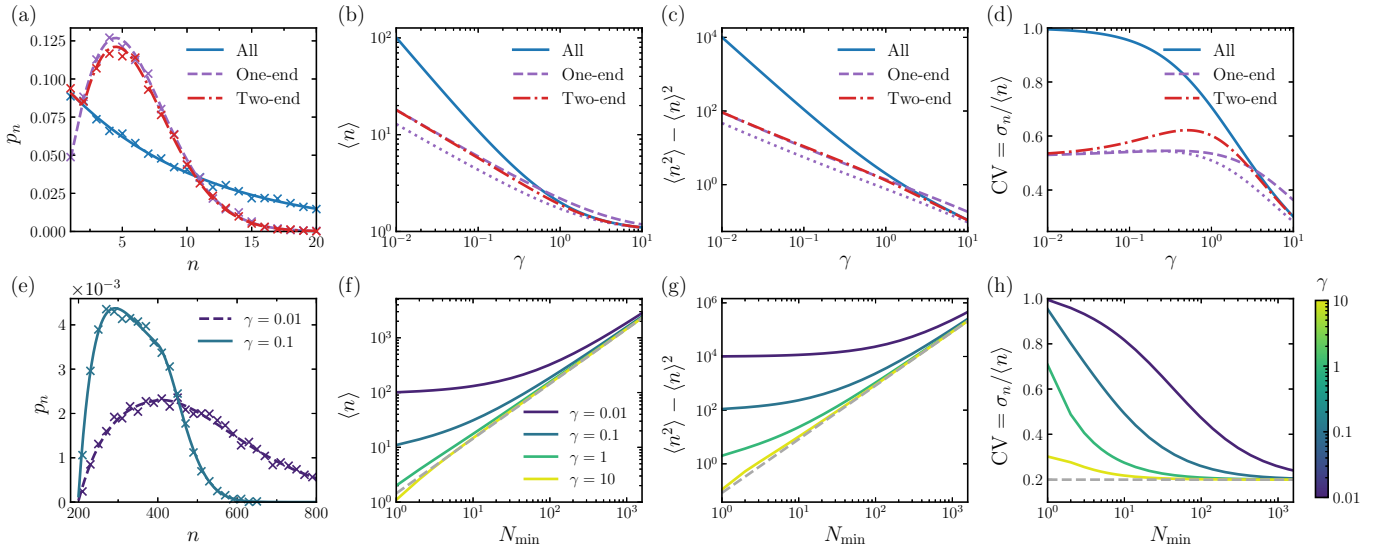 (a)
0.125
0.100
0.075
0.050
0.025
0.000
p_n
5
10
15
20
n
All
One-end
Two-end
(b)
10^2
10^1
10^0
⟨n⟩
10^−2
10^−1
10^0
10^1
γ
All
One-end
Two-end
(c)
10^4
10^2
10^0
⟨n^2⟩ − ⟨n⟩^2
10^−2
10^−1
10^0
10^1
γ
All
One-end
Two-end
(d)
1.0
0.8
0.6
0.4
CV = σ_n/⟨n⟩
10^−2
10^−1
10^0
10^1
γ
All
One-end
Two-end
(e)
×10^−3
4
3
2
1
0
p_n
200
400
600
800
n
γ = 0.01
γ = 0.1
(f)
10^3
10^2
10^1
10^0
⟨n⟩
10^0
10^1
10^2
10^3
N_min
γ = 0.01
γ = 0.1
γ = 1
γ = 10
(g)
10^6
10^4
10^2
10^0
⟨n^2⟩ − ⟨n⟩^2
10^0
10^1
10^2
10^3
N_min
(h)
1.0
0.8
0.6
0.4
0.2
CV = σ_n/⟨n⟩
10^0
10^1
10^2
10^3
N_min
γ
10
1
0.1
0.01